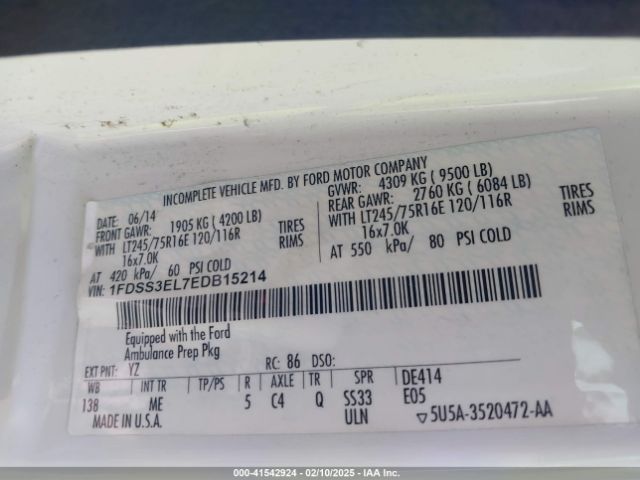 INCOMPLETE VEHICLE MFD. BY FORD MOTOR COMPANY
DATE: 06/14
FRONT GAWR: 1905 KG ( 4200 LB)
WITH LT245/75R16E 120/116R TIRES
16x7.0K RIMS
AT 420 kPa/ 60 PSI COLD
GVWR: 4309 KG ( 9500 LB)
REAR GAWR: 2760 KG ( 6084 LB)
WITH LT245/75R16E 120/116R TIRES
16x7.0K RIMS
AT 550 kPa/ 80 PSI COLD
VIN: 1FDSS3EL7EDB15214
Equipped with the Ford
Ambulance Prep Pkg
EXT PNT: YZ RC: 86 DSO:
WB INT TR TP/PS R AXLE TR SPR DE414
138 ME 5 C4 Q SS33 E05
MADE IN U.S.A. ULN ▽5U5A-3520472-AA
000-41542924 | 02/10/2025 | IAA Inc.